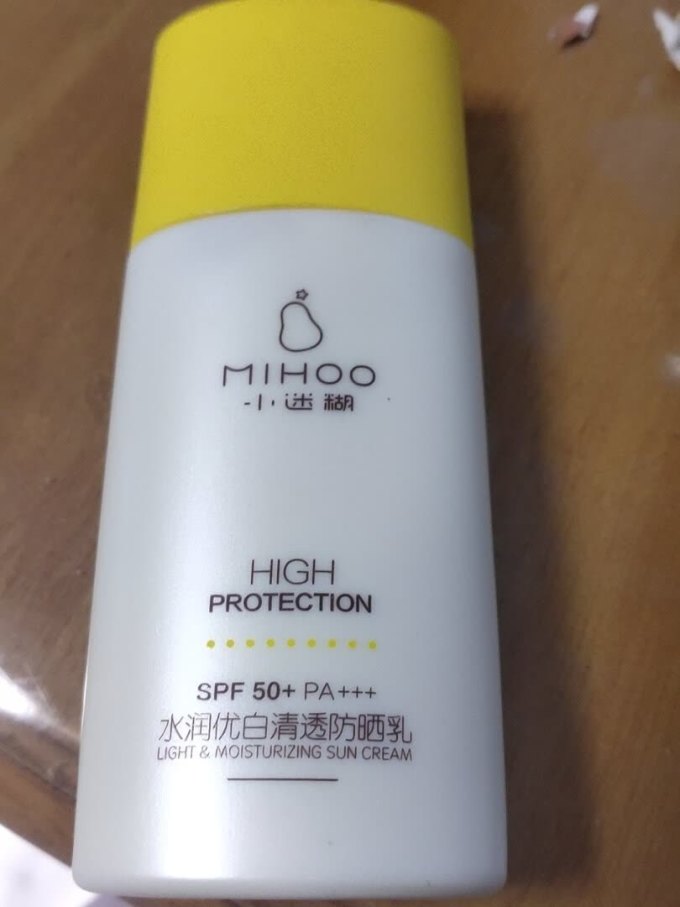 MIHOO
小迷糊
HIGH
PROTECTION
SPF 50+ PA+++
水润优白清透防晒乳
LIGHT & MOISTURIZING SUN CREAM